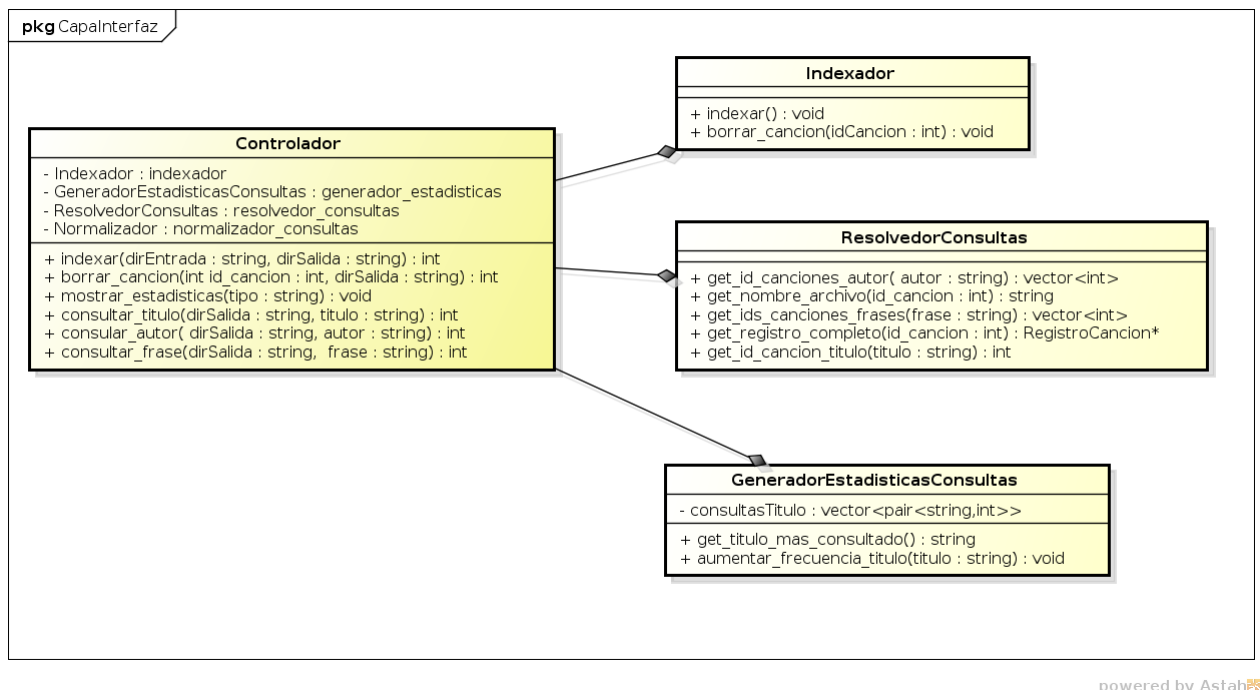 pkg CapaInterfaz
Controlador
- Indexador : indexador
- GeneradorEstadisticasConsultas : generador_estadisticas
- ResolvedorConsultas : resolvedor_consultas
- Normalizador : normalizador_consultas
+ indexar(dirEntrada : string, dirSalida : string) : int
+ borrar_cancion(int id_cancion : int, dirSalida : string) : int
+ mostrar_estadisticas(tipo : string) : void
+ consultar_titulo(dirSalida : string, titulo : string) : int
+ consular_autor( dirSalida : string, autor : string) : int
+ consultar_frase(dirSalida : string,  frase : string) : int
Indexador
+ indexar() : void
+ borrar_cancion(idCancion : int) : void
ResolvedorConsultas
+ get_id_canciones_autor( autor : string) : vector<int>
+ get_nombre_archivo(id_cancion : int) : string
+ get_ids_canciones_frases(frase : string) : vector<int>
+ get_registro_completo(id_cancion : int) : RegistroCancion*
+ get_id_cancion_titulo(titulo : string) : int
GeneradorEstadisticasConsultas
- consultasTitulo : vector<pair<string,int>>
+ get_titulo_mas_consultado() : string
+ aumentar_frecuencia_titulo(titulo : string) : void
powered by Astah